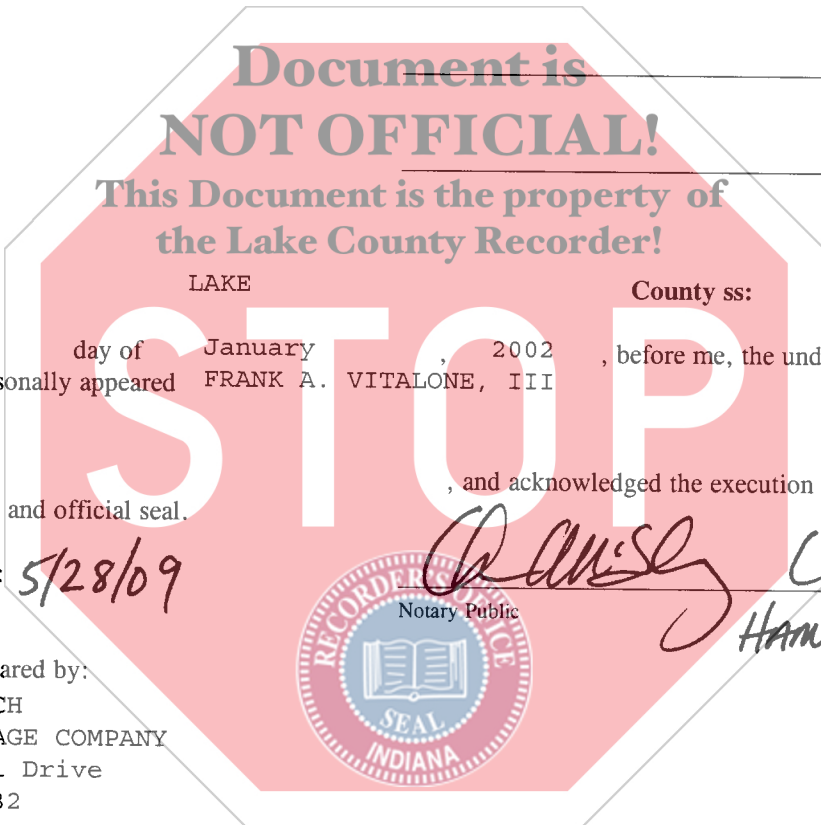 Document is
NOT OFFICIAL!
This Document is the property of
the Lake County Recorder!
LAKE County ss:
day of January , 2002 , before me, the und
sonally appeared FRANK A. VITALONE, III
STOP
, and acknowledged the execution
and official seal.
: 5/28/09
Notary Public
HAM
RECORDER'S OFFICE
SEAL
INDIANA
ared by:
CH
AGE COMPANY
Drive
32